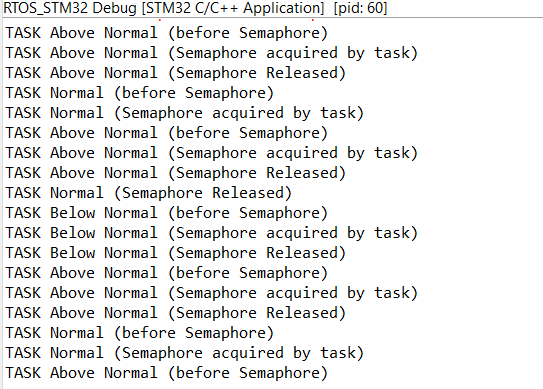 RTOS_STM32 Debug [STM32 C/C++ Application] [pid: 60]
TASK Above Normal (before Semaphore)
TASK Above Normal (Semaphore acquired by task)
TASK Above Normal (Semaphore Released)
TASK Normal (before Semaphore)
TASK Normal (Semaphore acquired by task)
TASK Above Normal (before Semaphore)
TASK Above Normal (Semaphore acquired by task)
TASK Above Normal (Semaphore Released)
TASK Normal (Semaphore Released)
TASK Below Normal (before Semaphore)
TASK Below Normal (Semaphore acquired by task)
TASK Below Normal (Semaphore Released)
TASK Above Normal (before Semaphore)
TASK Above Normal (Semaphore acquired by task)
TASK Above Normal (Semaphore Released)
TASK Normal (before Semaphore)
TASK Normal (Semaphore acquired by task)
TASK Above Normal (before Semaphore)